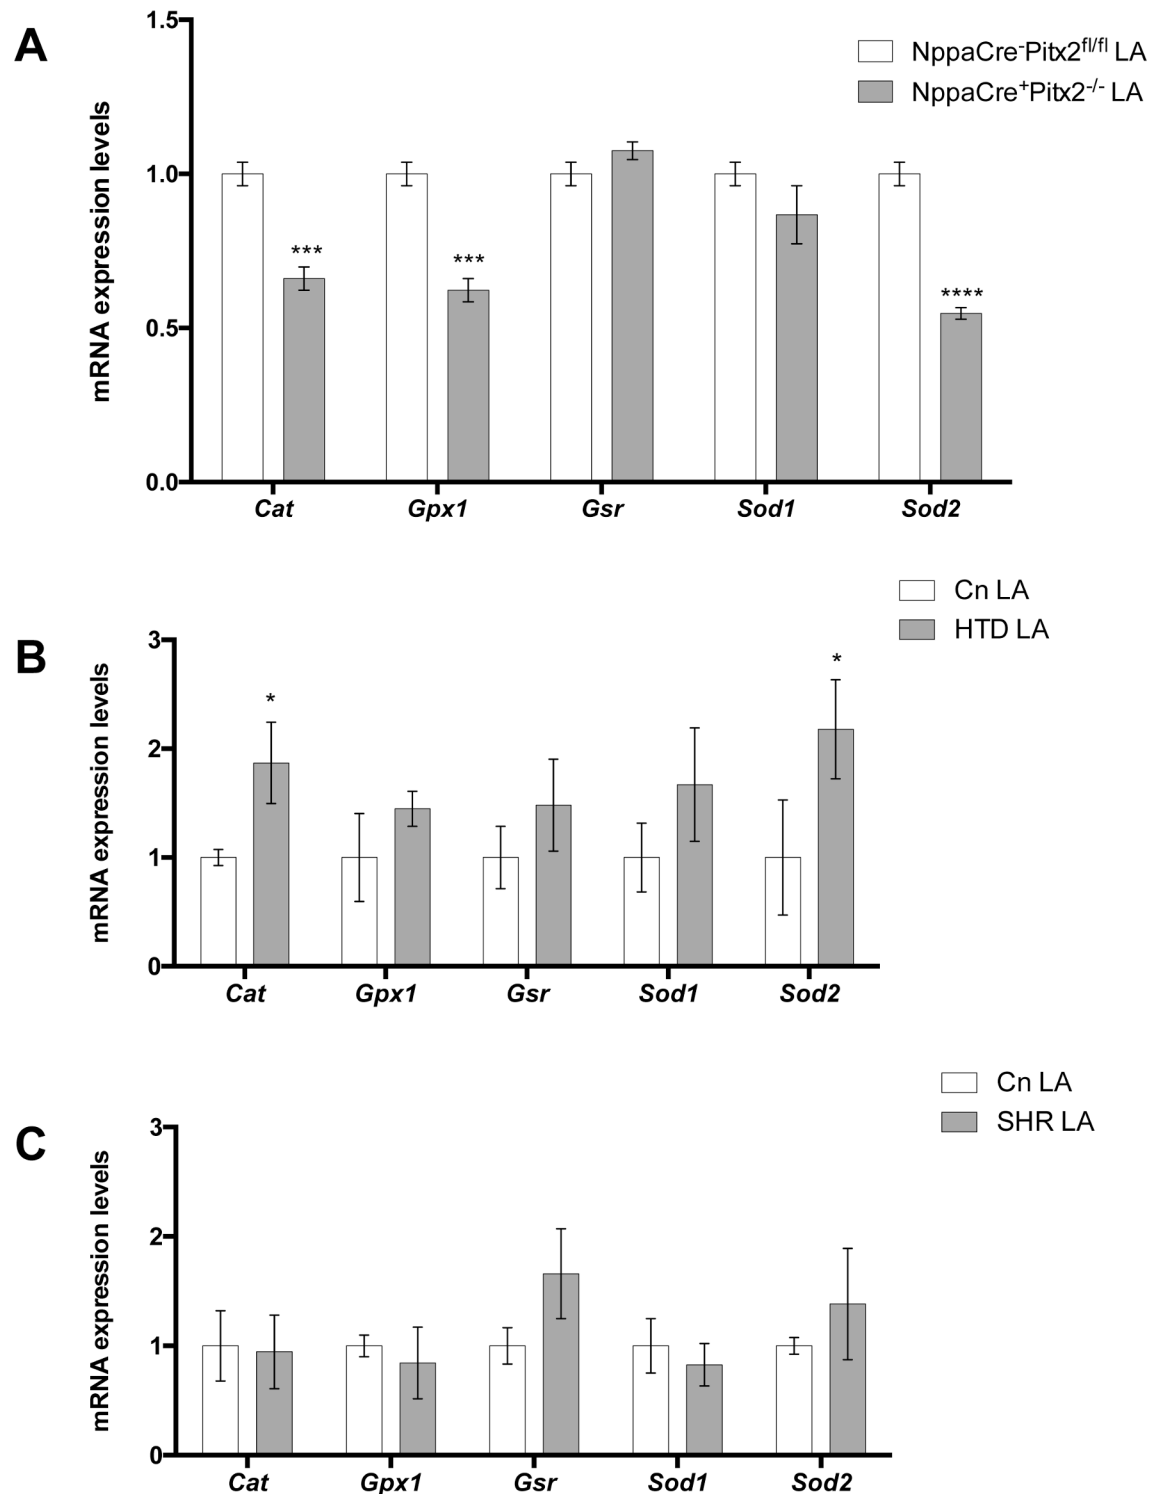 A
NppaCre⁻Pitx2fl/fl LA
NppaCre⁺Pitx2-/- LA
mRNA expression levels
1.5
1.0
0.5
0.0
***
***
****
Cat Gpx1 Gsr Sod1 Sod2
B
Cn LA
HTD LA
mRNA expression levels
3
2
1
0
*
*
Cat Gpx1 Gsr Sod1 Sod2
C
Cn LA
SHR LA
mRNA expression levels
3
2
1
0
Cat Gpx1 Gsr Sod1 Sod2